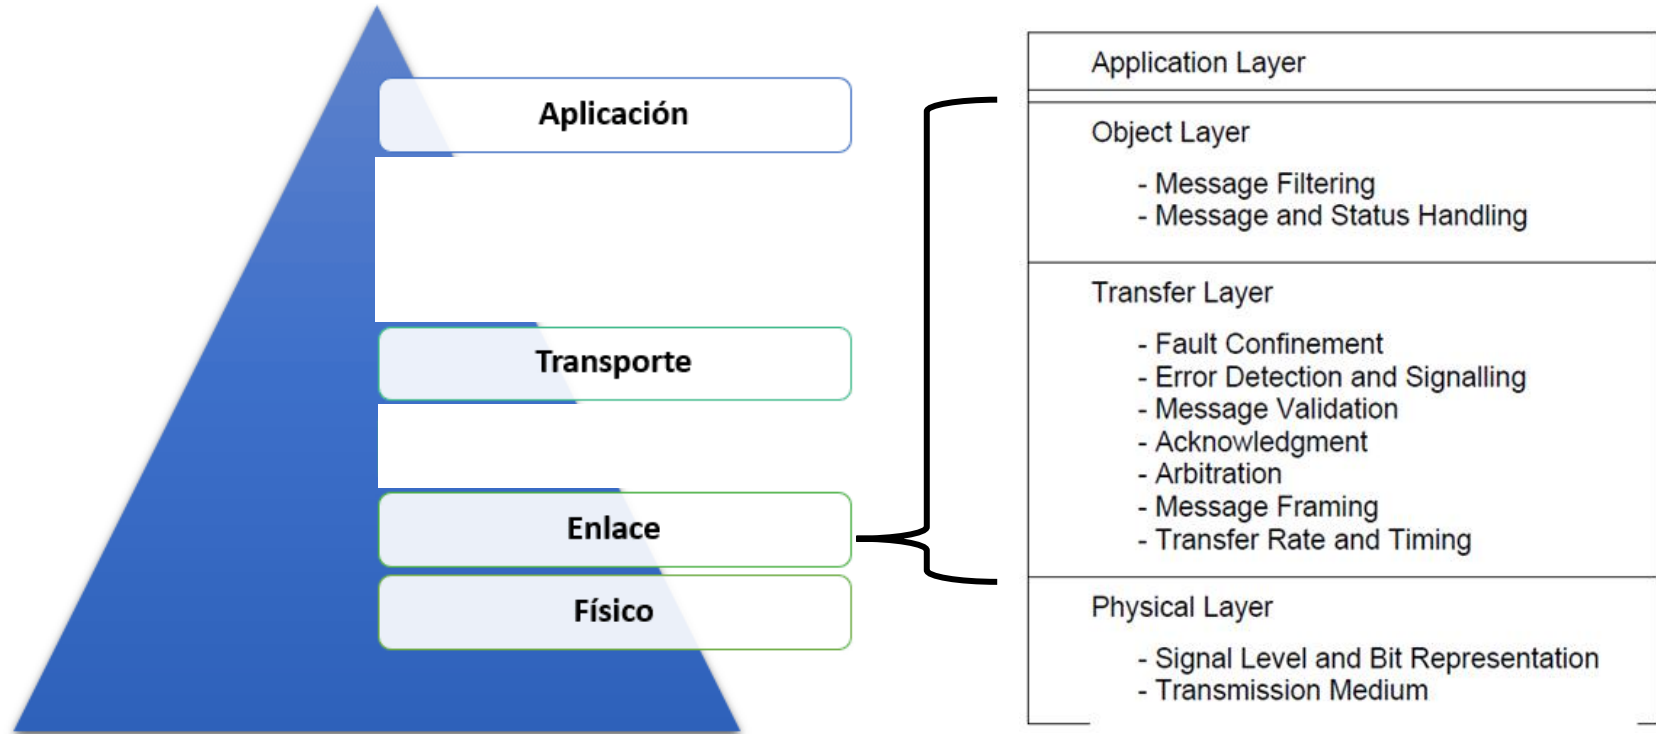 Aplicación
Transporte
Enlace
Físico
Application Layer
Object Layer
- Message Filtering
- Message and Status Handling
Transfer Layer
- Fault Confinement
- Error Detection and Signalling
- Message Validation
- Acknowledgment
- Arbitration
- Message Framing
- Transfer Rate and Timing
Physical Layer
- Signal Level and Bit Representation
- Transmission Medium